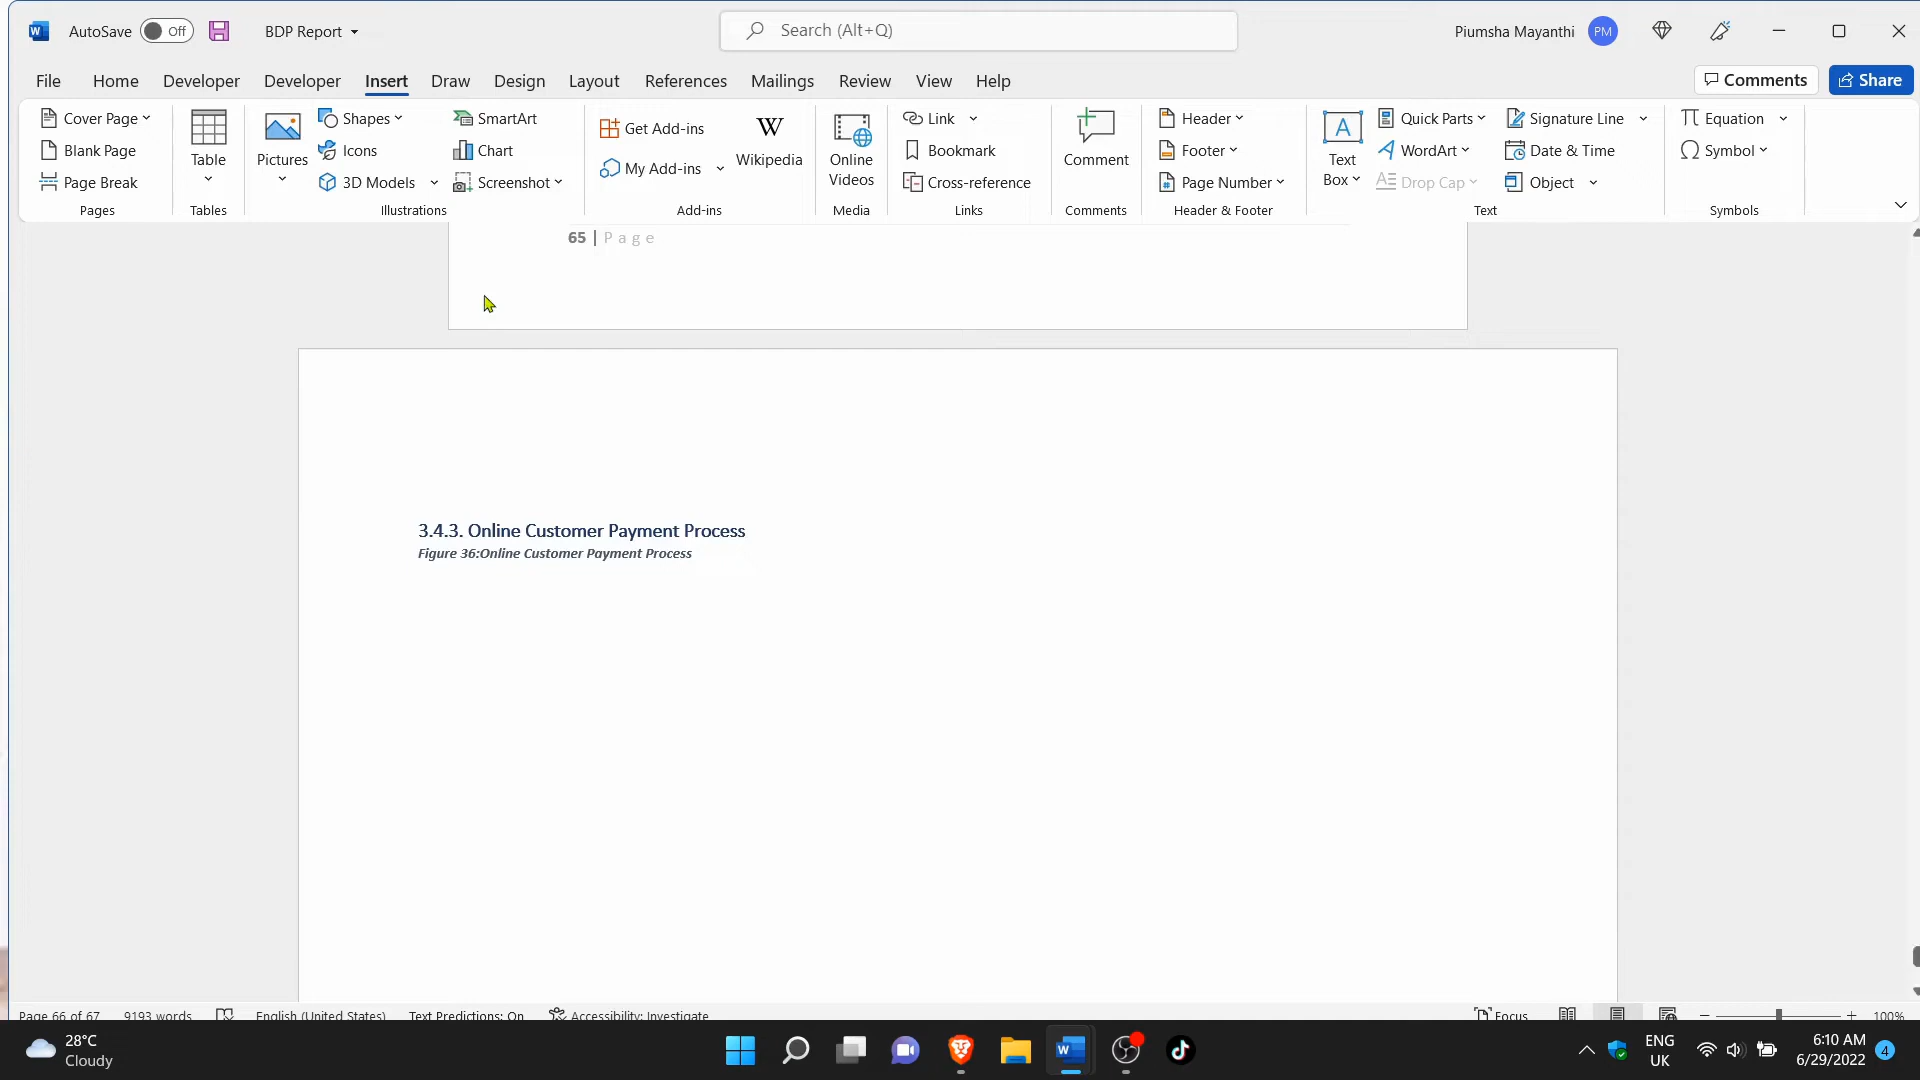 AutoSave Off BDP Report Search (Alt+Q) Piumsha Mayanthi PM
File Home Developer Developer Insert Draw Design Layout References Mailings Review View Help Comments Share
Cover Page
Blank Page
Page Break
Pages
Table
Tables
Pictures
Shapes
Icons
3D Models
SmartArt
Chart
Screenshot
Illustrations
Get Add-ins
My Add-ins
W
Wikipedia
Add-ins
Online
Videos
Media
Link
Bookmark
Cross-reference
Links
Comment
Comments
Header
Footer
Page Number
Header & Footer
Text
Box
Quick Parts
WordArt
Drop Cap
Signature Line
Date & Time
Object
Text
Equation
Symbol
Symbols
65 | Page
3.4.3. Online Customer Payment Process
Figure 36:Online Customer Payment Process
Page 66 of 67 9193 words English (United States) Text Predictions: On Accessibility: Investigate Focus 100%
28°C
Cloudy
ENG
UK
6:10 AM
6/29/2022
4